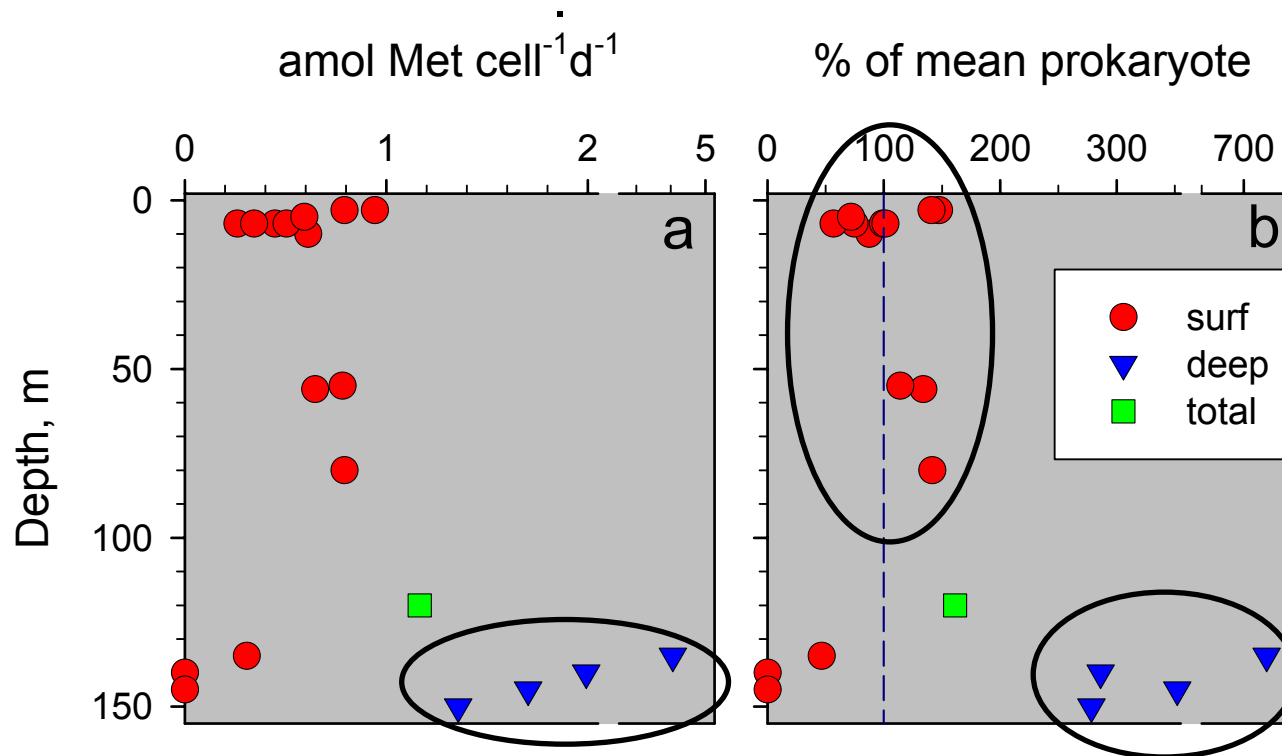 amol Met cell⁻¹d⁻¹
% of mean prokaryote
0 1 2 5
0 100 200 300 700
0
a
b
surf
50
deep
total
Depth, m
100
150